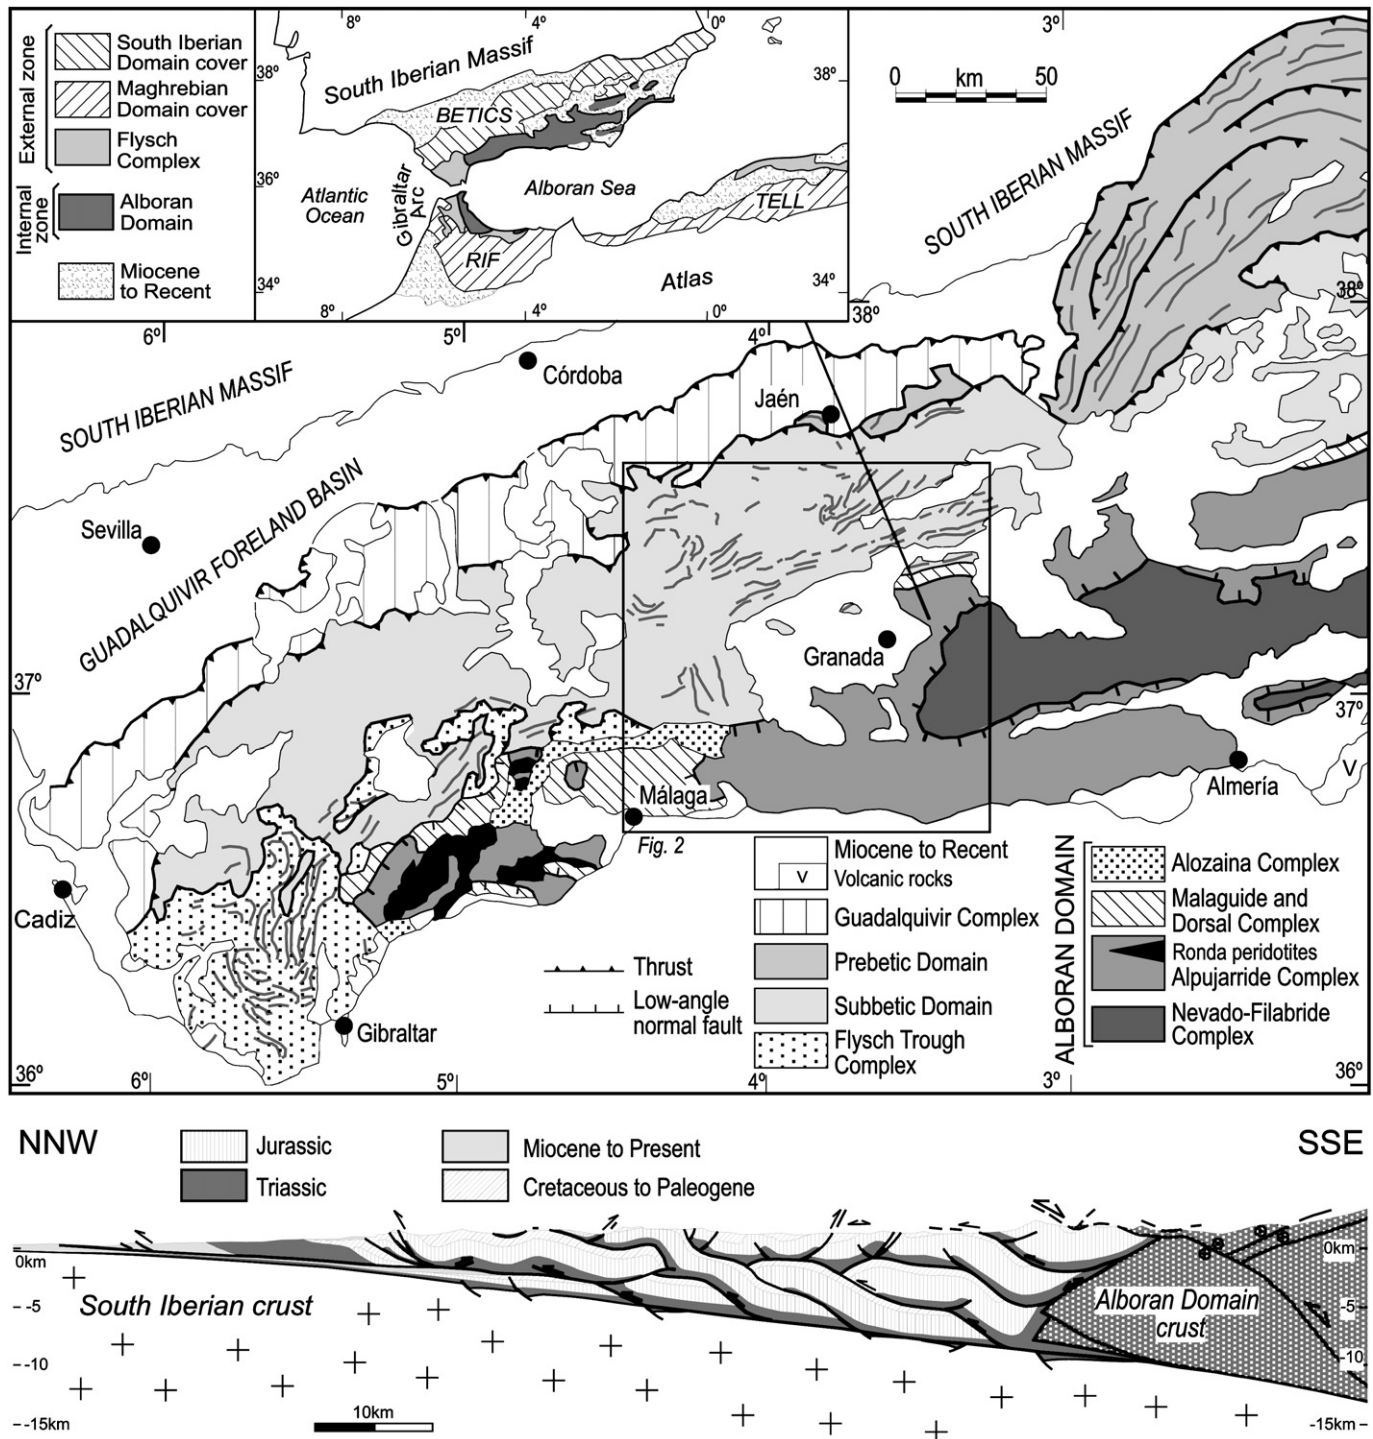 External zone
South Iberian
Domain cover
Maghrebian
Domain cover
Flysch
Complex
Internal
zone
Alboran
Domain
Miocene
to Recent
8º
4º
0º
38º
38º
36º
34º
34º
8º
4º
0º
South Iberian Massif
BETICS
Atlantic
Ocean
Gibraltar
Arc
Alboran Sea
TELL
RIF
Atlas
3º
0 km 50
SOUTH IBERIAN MASSIF
38º
38º
6º
5º
4º
SOUTH IBERIAN MASSIF
Córdoba
Jaén
Sevilla
GUADALQUIVIR FORELAND BASIN
Granada
37º
37º
Málaga
Almería
V
Fig. 2
Cadiz
Gibraltar
Thrust
Low-angle
normal fault
Miocene to Recent
V
Volcanic rocks
Guadalquivir Complex
Prebetic Domain
Subbetic Domain
Flysch Trough
Complex
ALBORAN DOMAIN
Alozaina Complex
Malaguide and
Dorsal Complex
Ronda peridotites
Alpujarride Complex
Nevado-Filabride
Complex
36º
6º
5º
4º
3º
36º
NNW
SSE
Jurassic
Triassic
Miocene to Present
Cretaceous to Paleogene
0km
-5
-10
-15km
South Iberian crust
Alboran Domain
crust
0km
-5
-10
-15km
10km